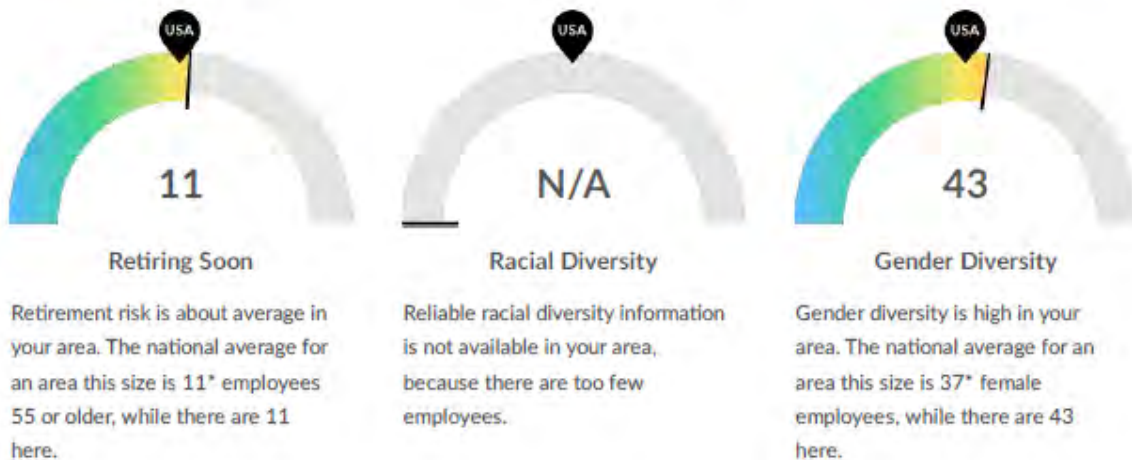 USA
11
Retiring Soon
Retirement risk is about average in
your area. The national average for
an area this size is 11* employees
55 or older, while there are 11
here.
USA
N/A
Racial Diversity
Reliable racial diversity information
is not available in your area,
because there are too few
employees.
USA
43
Gender Diversity
Gender diversity is high in your
area. The national average for an
area this size is 37* female
employees, while there are 43
here.